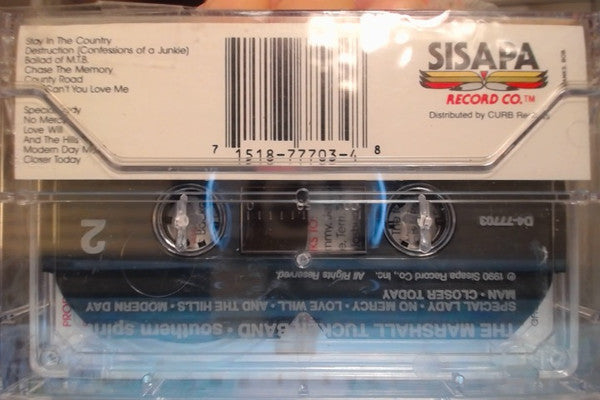 Stay In The Country
Destruction (Confessions of a Junkie)
Ballad of M.T.B.
Chase The Memory
County Road
Can't You Love Me
Special Lady
No Mercy
Love Will
And The Hills
Modern Day
Closer Today
7 1518-77703-4 8
SISAPA
RECORD CO.™
Distributed by CURB
2
D4-77703
All Rights Reserved.
℗ 1990 Sisapa Record Co., Inc.
THE MARSHALL TUCKER BAND • southern spirit
SPECIAL LADY • NO MERCY • LOVE WILL • AND THE HILLS • MODERN DAY
MAN • CLOSER TODAY